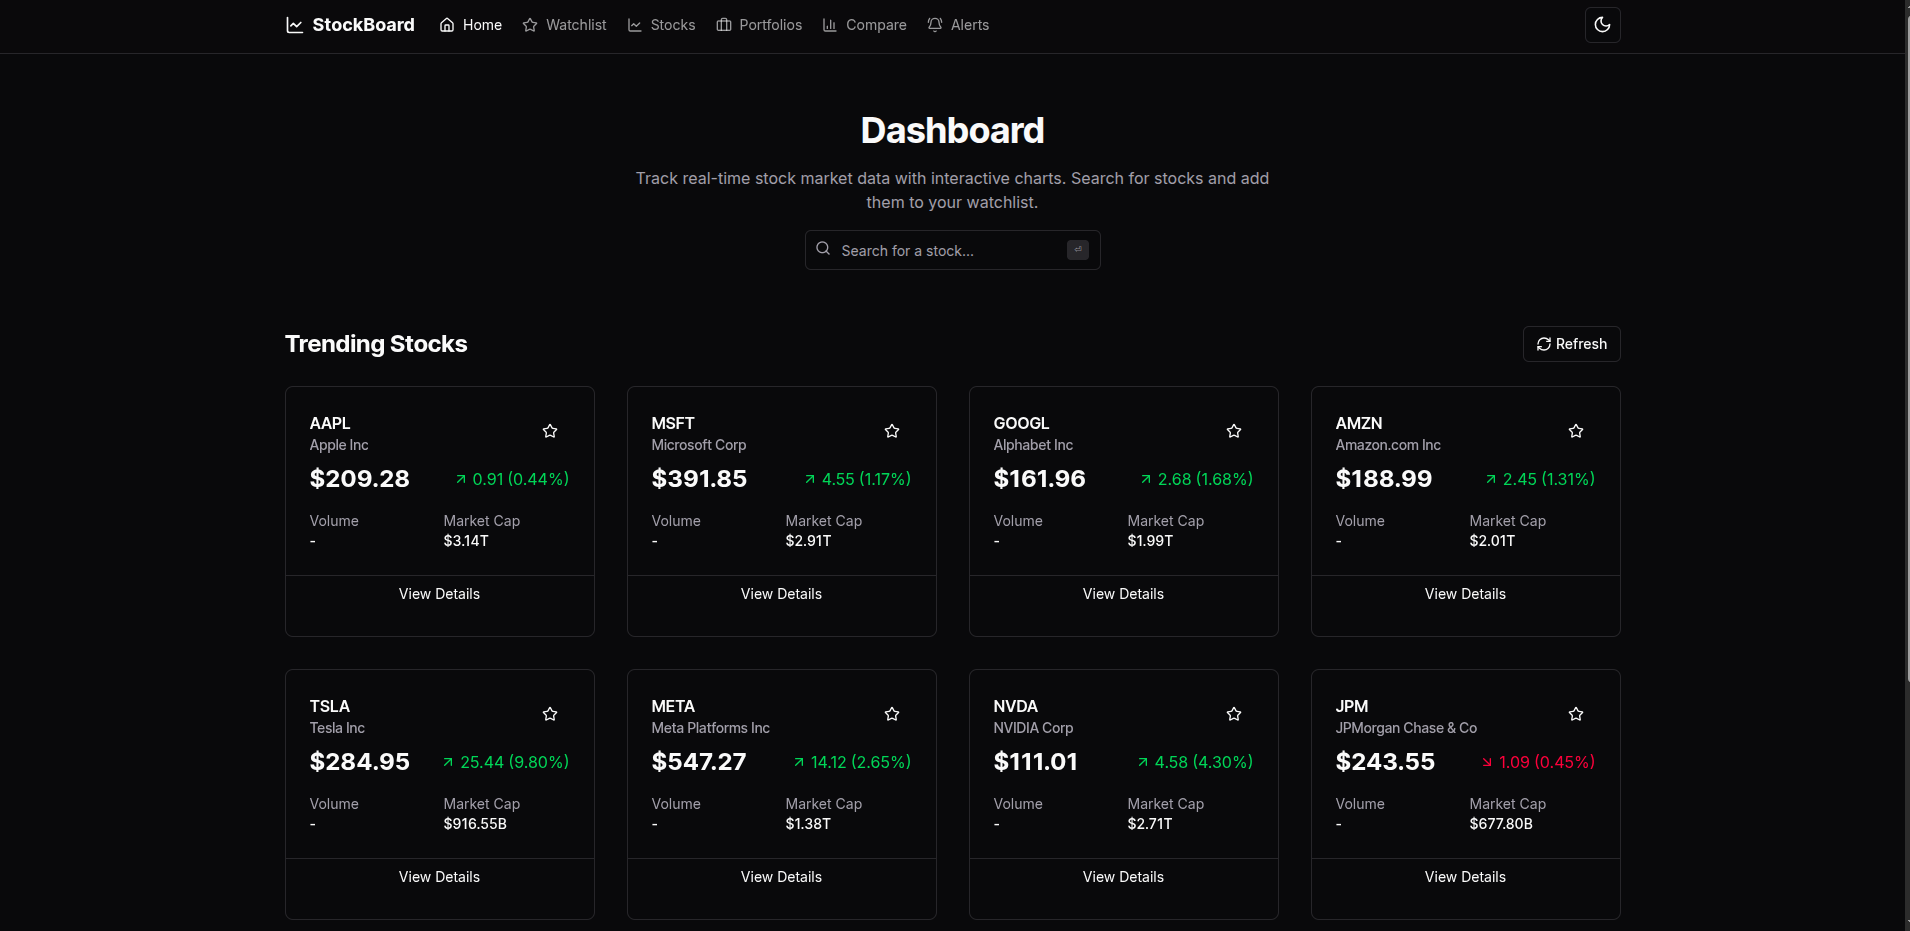 StockBoard Home Watchlist Stocks Portfolios Compare Alerts
Dashboard
Track real-time stock market data with interactive charts. Search for stocks and add
them to your watchlist.
Search for a stock... ⏎
Trending Stocks
Refresh
AAPL
Apple Inc
$209.28 0.91 (0.44%)
Volume Market Cap
- $3.14T
View Details
MSFT
Microsoft Corp
$391.85 4.55 (1.17%)
Volume Market Cap
- $2.91T
View Details
GOOGL
Alphabet Inc
$161.96 2.68 (1.68%)
Volume Market Cap
- $1.99T
View Details
AMZN
Amazon.com Inc
$188.99 2.45 (1.31%)
Volume Market Cap
- $2.01T
View Details
TSLA
Tesla Inc
$284.95 25.44 (9.80%)
Volume Market Cap
- $916.55B
View Details
META
Meta Platforms Inc
$547.27 14.12 (2.65%)
Volume Market Cap
- $1.38T
View Details
NVDA
NVIDIA Corp
$111.01 4.58 (4.30%)
Volume Market Cap
- $2.71T
View Details
JPM
JPMorgan Chase & Co
$243.55 1.09 (0.45%)
Volume Market Cap
- $677.80B
View Details